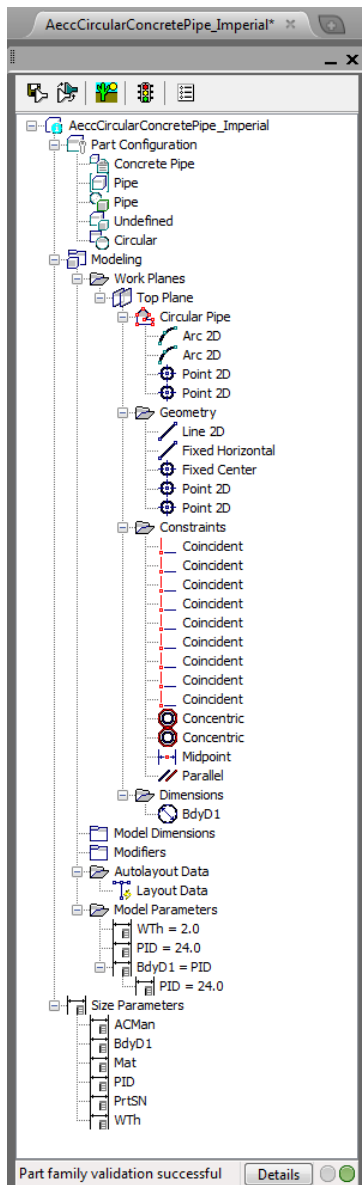 AeccCircularConcretePipe_Imperial*
AeccCircularConcretePipe_Imperial
Part Configuration
Concrete Pipe
Pipe
Pipe
Undefined
Circular
Modeling
Work Planes
Top Plane
Circular Pipe
Arc 2D
Arc 2D
Point 2D
Point 2D
Geometry
Line 2D
Fixed Horizontal
Fixed Center
Point 2D
Point 2D
Constraints
Coincident
Coincident
Coincident
Coincident
Coincident
Coincident
Coincident
Coincident
Coincident
Concentric
Concentric
Midpoint
Parallel
Dimensions
BdyD1
Model Dimensions
Modifiers
Autolayout Data
Layout Data
Model Parameters
WTh = 2.0
PID = 24.0
BdyD1 = PID
PID = 24.0
Size Parameters
ACMan
BdyD1
Mat
PID
PrtSN
WTh
Part family validation successful Details